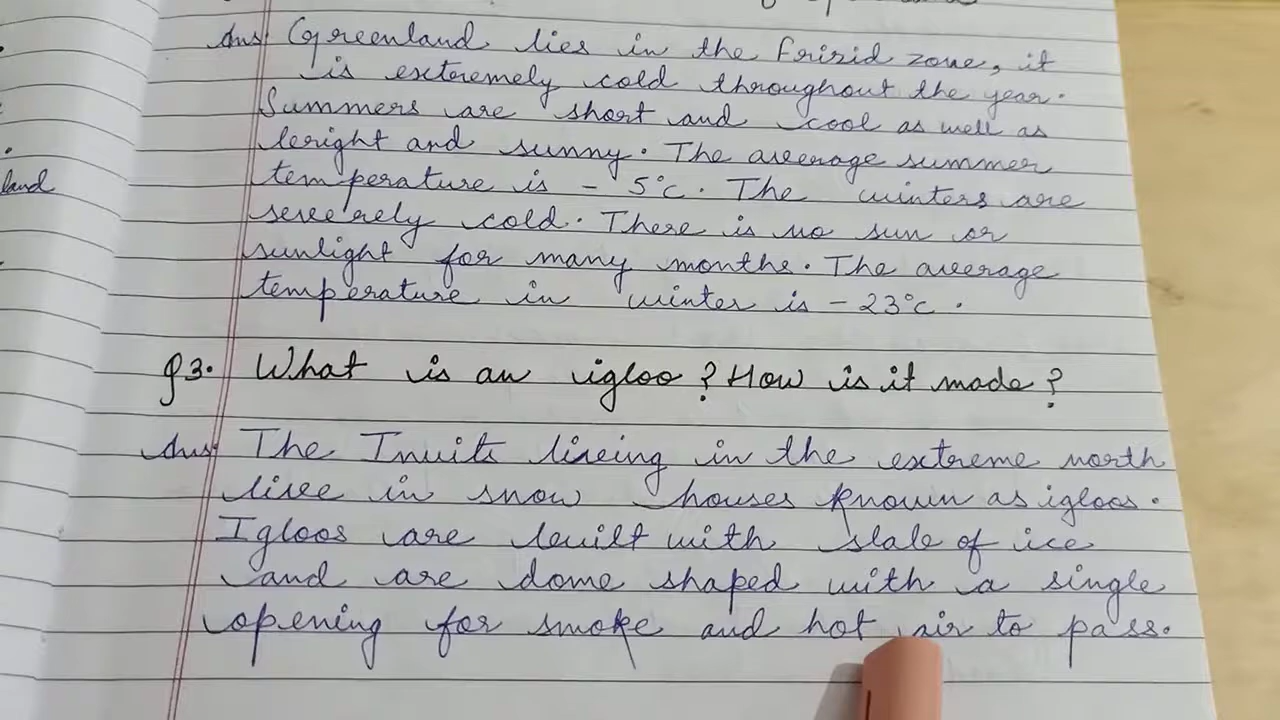 land
Ans Greenland lies in the frizid zone, it
is extremely cold throughout the year.
Summers are short and cool as well as
bright and sunny. The average summer
temperature is - 5°c. The winters are
severely cold. There is no sun or
sunlight for many months. The average
temperature in winter is - 23°c.
Q3. What is an igloo? How is it made?
Ans The Inuits living in the extreme north
live in snow houses known as igloos.
Igloos are built with slab of ice
and are dome shaped with a single
opening for smoke and hot air to pass.